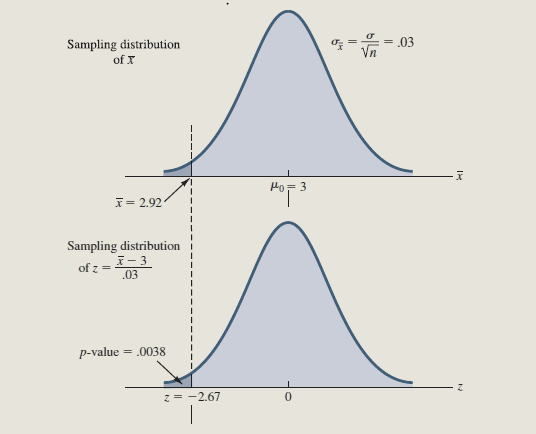 Sampling distribution
of x̄
σx̄ = σ/√n = .03
x̄
μ0 = 3
x̄ = 2.92
Sampling distribution
of z = x̄ − 3/.03
p-value = .0038
z
z = −2.67
0